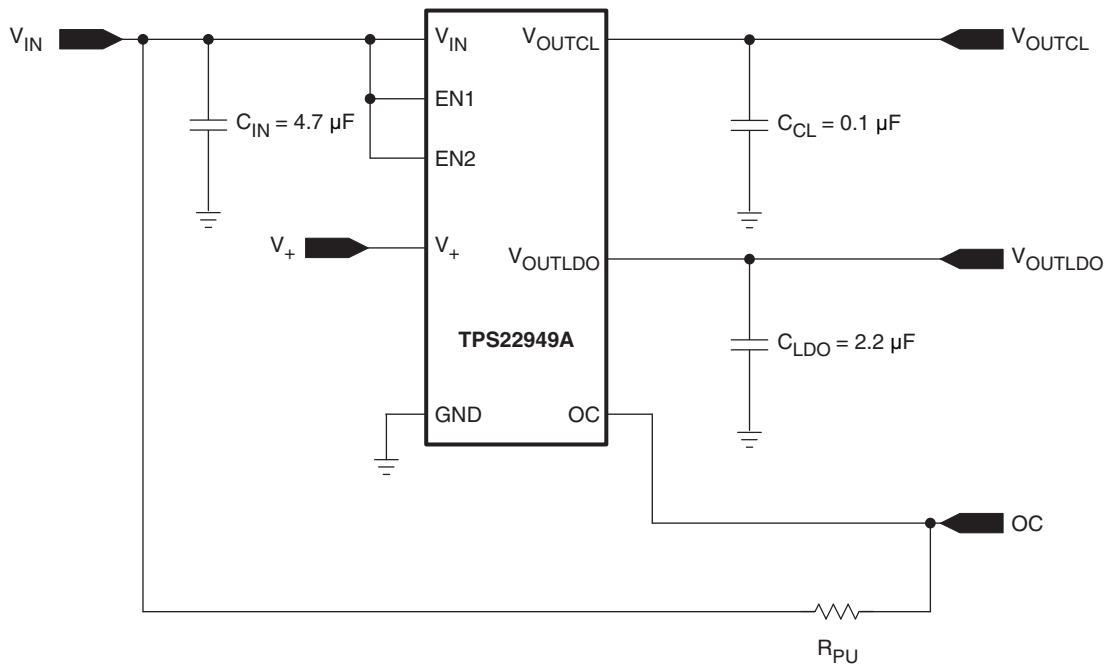 V_IN
V_IN
V_OUTCL
V_OUTCL
EN1
C_IN = 4.7 µF
C_CL = 0.1 µF
EN2
V_+
V_+
V_OUTLDO
V_OUTLDO
TPS22949A
C_LDO = 2.2 µF
GND
OC
OC
R_PU